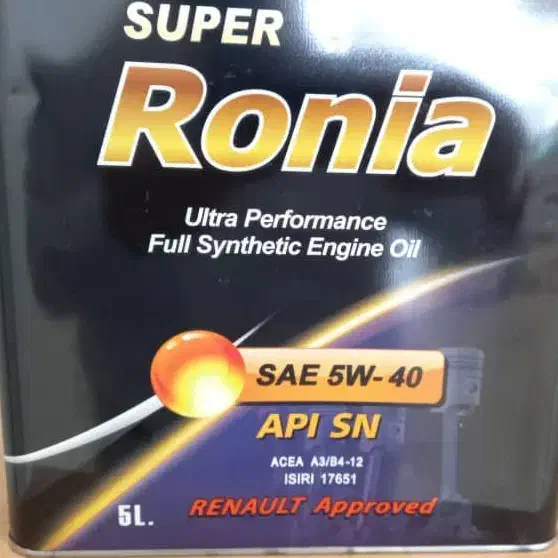 SUPER
Ronia
Ultra Performance
Full Synthetic Engine Oil
SAE 5W-40
API SN
ACEA A3/B4-12
ISIRI 17651
5L.
RENAULT Approved